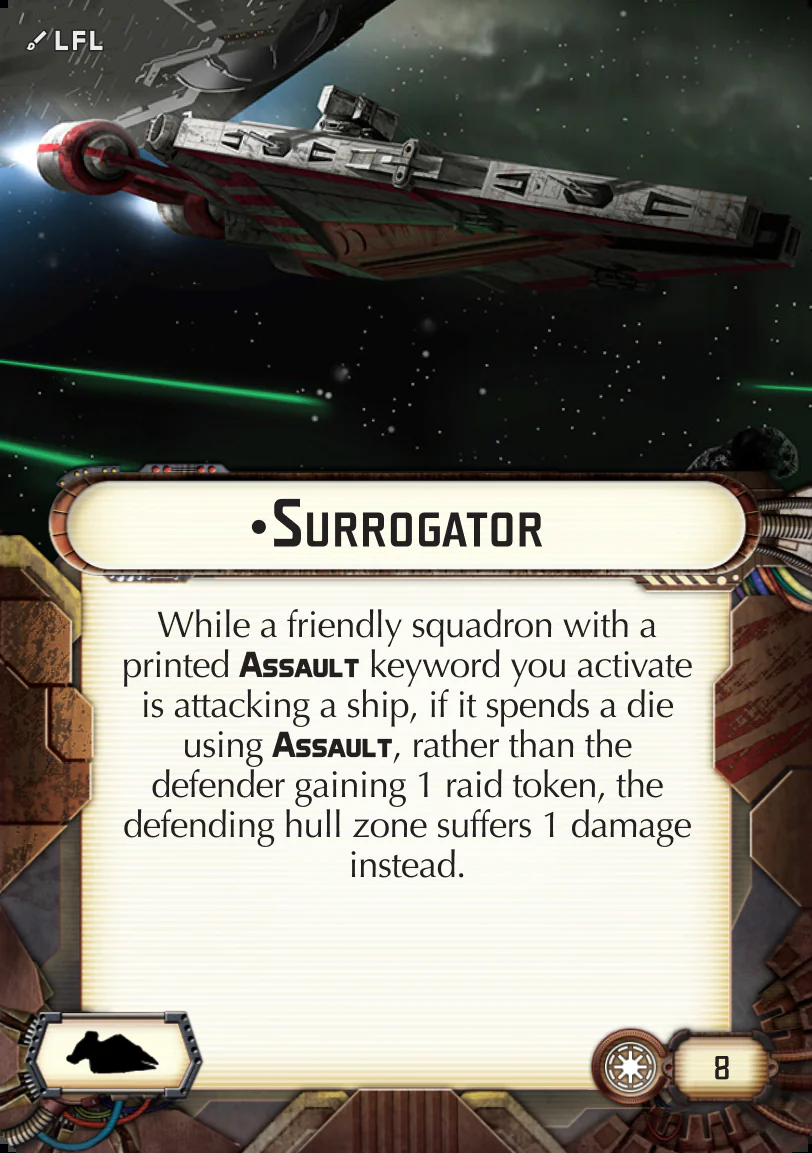 LFL
•Surrogator
While a friendly squadron with a
printed Assault keyword you activate
is attacking a ship, if it spends a die
using Assault, rather than the
defender gaining 1 raid token, the
defending hull zone suffers 1 damage
instead.
8